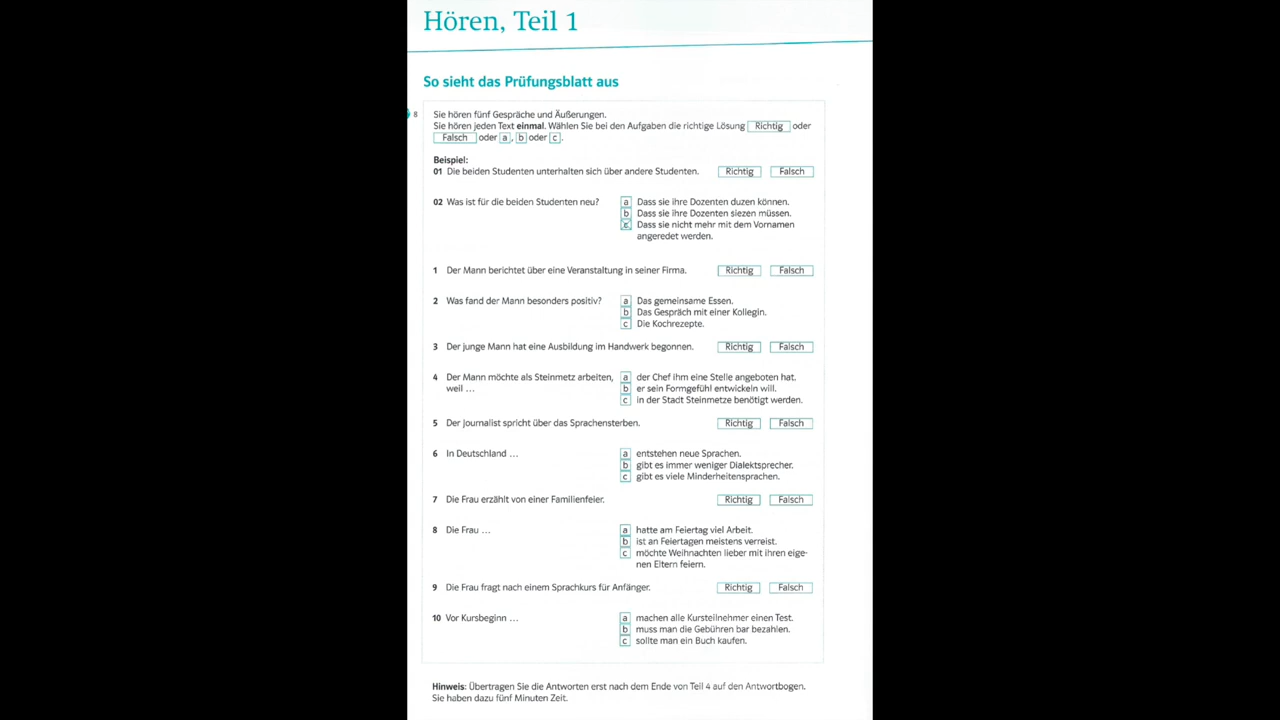 Hören, Teil 1
So sieht das Prüfungsblatt aus
8 Sie hören fünf Gespräche und Äußerungen.
Sie hören jeden Text einmal. Wählen Sie bei den Aufgaben die richtige Lösung Richtig oder
Falsch oder a, b oder c.
Beispiel:
01 Die beiden Studenten unterhalten sich über andere Studenten. Richtig Falsch
02 Was ist für die beiden Studenten neu? a Dass sie ihre Dozenten duzen können.
b Dass sie ihre Dozenten siezen müssen.
c Dass sie nicht mehr mit dem Vornamen
angeredet werden.
1 Der Mann berichtet über eine Veranstaltung in seiner Firma. Richtig Falsch
2 Was fand der Mann besonders positiv? a Das gemeinsame Essen.
b Das Gespräch mit einer Kollegin.
c Die Kochrezepte.
3 Der junge Mann hat eine Ausbildung im Handwerk begonnen. Richtig Falsch
4 Der Mann möchte als Steinmetz arbeiten, a der Chef ihm eine Stelle angeboten hat.
weil ... b er sein Formgefühl entwickeln will.
c in der Stadt Steinmetze benötigt werden.
5 Der Journalist spricht über das Sprachensterben. Richtig Falsch
6 In Deutschland ... a entstehen neue Sprachen.
b gibt es immer weniger Dialektsprecher.
c gibt es viele Minderheitensprachen.
7 Die Frau erzählt von einer Familienfeier. Richtig Falsch
8 Die Frau ... a hatte am Feiertag viel Arbeit.
b ist an Feiertagen meistens verreist.
c möchte Weihnachten lieber mit ihren eige-
nen Eltern feiern.
9 Die Frau fragt nach einem Sprachkurs für Anfänger. Richtig Falsch
10 Vor Kursbeginn ... a machen alle Kursteilnehmer einen Test.
b muss man die Gebühren bar bezahlen.
c sollte man ein Buch kaufen.
Hinweis: Übertragen Sie die Antworten erst nach dem Ende von Teil 4 auf den Antwortbogen.
Sie haben dazu fünf Minuten Zeit.